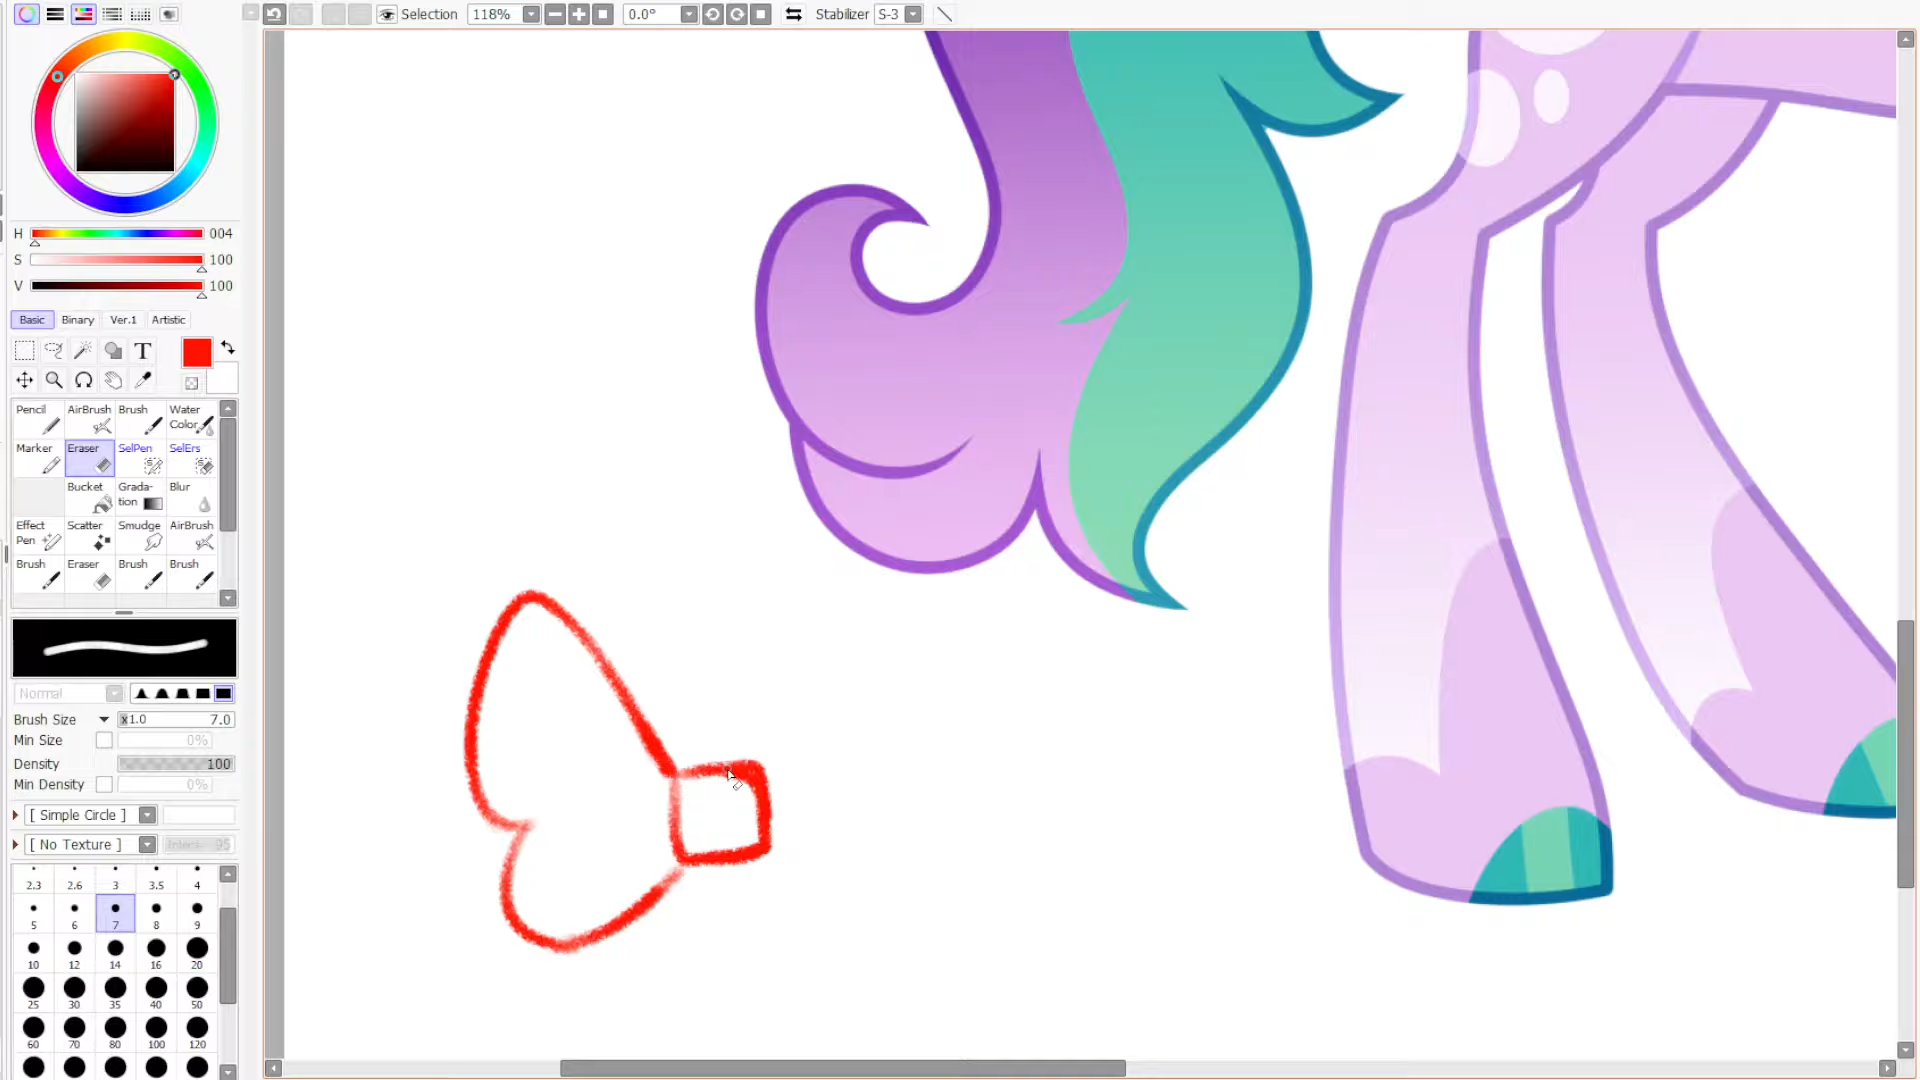 Selection 118% 0.0° Stabilizer S-3
H 004
S 100
V 100
Basic Binary Ver.1 Artistic
T
Pencil AirBrush Brush Water Color
Marker Eraser SelPen SelErs
Bucket Grada-tion Blur
Effect Pen Scatter Smudge AirBrush
Brush Eraser Brush Brush
Normal
Brush Size x1.0 7.0
Min Size 0%
Density 100
Min Density 0%
[ Simple Circle ]
[ No Texture ] 95
2.3 2.6 3 3.5 4
5 6 7 8 9
10 12 14 16 20
25 30 35 40 50
60 70 80 100 120